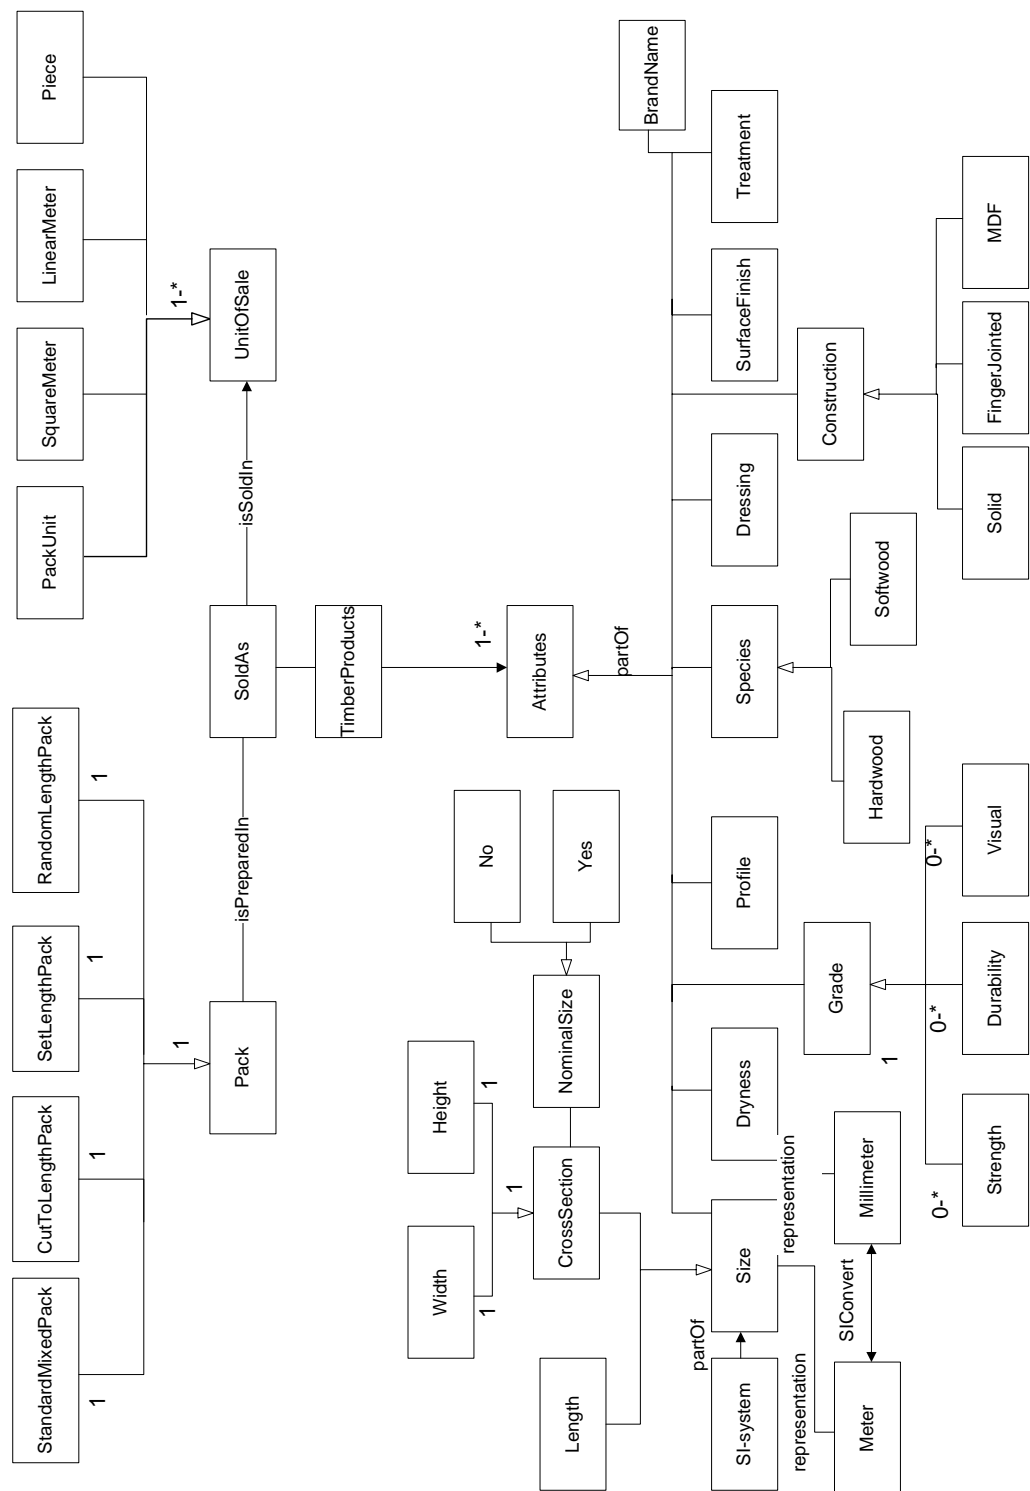 StandardMixedPack
CutToLengthPack
SetLengthPack
RandomLengthPack
PackUnit
SquareMeter
LinearMeter
Piece
1
1
1
1
1
1-*
Pack
isPreparedIn
SoldAs
isSoldIn
UnitOfSale
TimberProducts
1-*
Width
Height
1
1
1
No
Yes
Length
CrossSection
NominalSize
Attributes
partOf
BrandName
partOf
SI-system
Size
Dryness
Profile
Species
Dressing
SurfaceFinish
Treatment
representation
representation
Meter
SIConvert
Millimeter
Grade
1
Hardwood
Softwood
Construction
0-*
0-*
0-*
Strength
Durability
Visual
Solid
FingerJointed
MDF